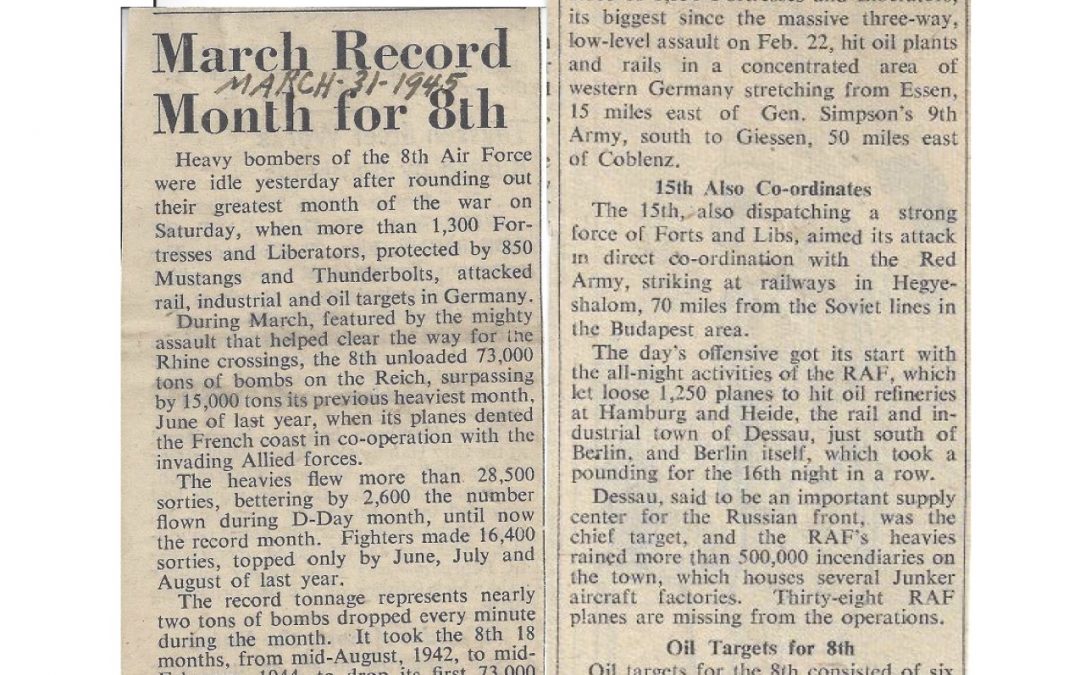 March Record
MARCH-31-1945
Month for 8th
Heavy bombers of the 8th Air Force
were idle yesterday after rounding out
their greatest month of the war on
Saturday, when more than 1,300 For-
tresses and Liberators, protected by 850
Mustangs and Thunderbolts, attacked
rail, industrial and oil targets in Germany.
During March, featured by the mighty
assault that helped clear the way for the
Rhine crossings, the 8th unloaded 73,000
tons of bombs on the Reich, surpassing
by 15,000 tons its previous heaviest month,
June of last year, when its planes dented
the French coast in co-operation with the
invading Allied forces.
The heavies flew more than 28,500
sorties, bettering by 2,600 the number
flown during D-Day month, until now
the record month. Fighters made 16,400
sorties, topped only by June, July and
August of last year.
The record tonnage represents nearly
two tons of bombs dropped every minute
during the month. It took the 8th 18
months, from mid-August, 1942, to mid-
1944, to drop its first 73,000
Fortresses and Liberators,
its biggest since the massive three-way,
low-level assault on Feb. 22, hit oil plants
and rails in a concentrated area of
western Germany stretching from Essen,
15 miles east of Gen. Simpson's 9th
Army, south to Giessen, 50 miles east
of Coblenz.
15th Also Co-ordinates
The 15th, also dispatching a strong
force of Forts and Libs, aimed its attack
in direct co-ordination with the Red
Army, striking at railways in Hegye-
shalom, 70 miles from the Soviet lines in
the Budapest area.
The day's offensive got its start with
the all-night activities of the RAF, which
let loose 1,250 planes to hit oil refineries
at Hamburg and Heide, the rail and in-
dustrial town of Dessau, just south of
Berlin, and Berlin itself, which took a
pounding for the 16th night in a row.
Dessau, said to be an important supply
center for the Russian front, was the
chief target, and the RAF's heavies
rained more than 500,000 incendiaries on
the town, which houses several Junker
aircraft factories. Thirty-eight RAF
planes are missing from the operations.
Oil Targets for 8th
Oil targets for the 8th consisted of six